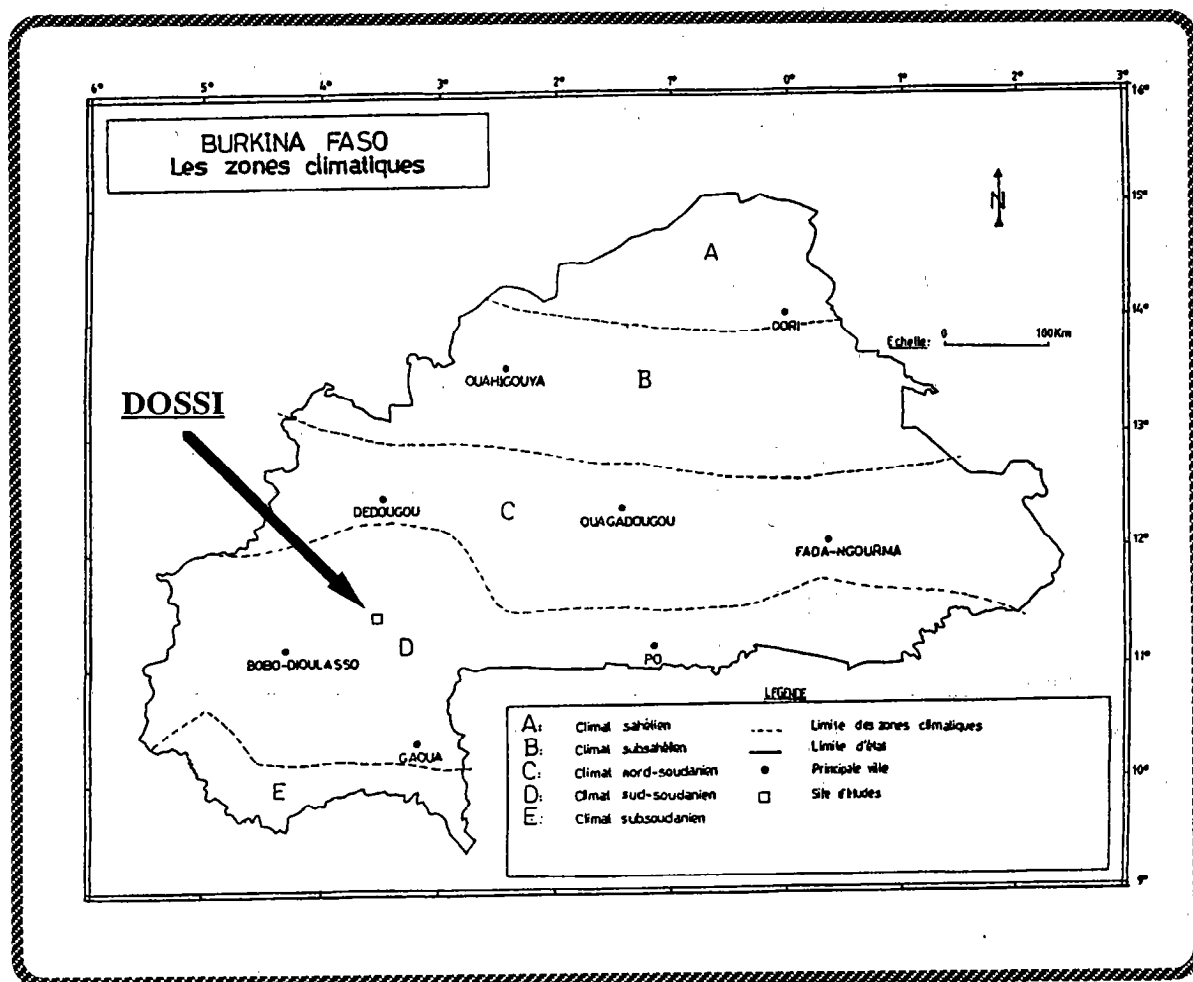 6° 5° 4° 3° 2° 1° 0° 1° 2° 3°
16°
BURKINA FASO
Les zones climatiques
N
15°
A
14°
DORI
Echelle: 0 100Km
OUAHIGOUYA
B
DOSSI
13°
DEDOUGOU
C
OUAGADOUGOU
12°
FADA-NGOURMA
D
11°
BOBO-DIOULASSO
PO
LEGENDE
A: Climat sahélien
B: Climat subsahélien
C: Climat nord-soudanien
D: Climat sud-soudanien
E: Climat subsoudanien
Limite des zones climatiques
Limite d'état
Principale ville
Site d'études
GAOUA
10°
E
9°